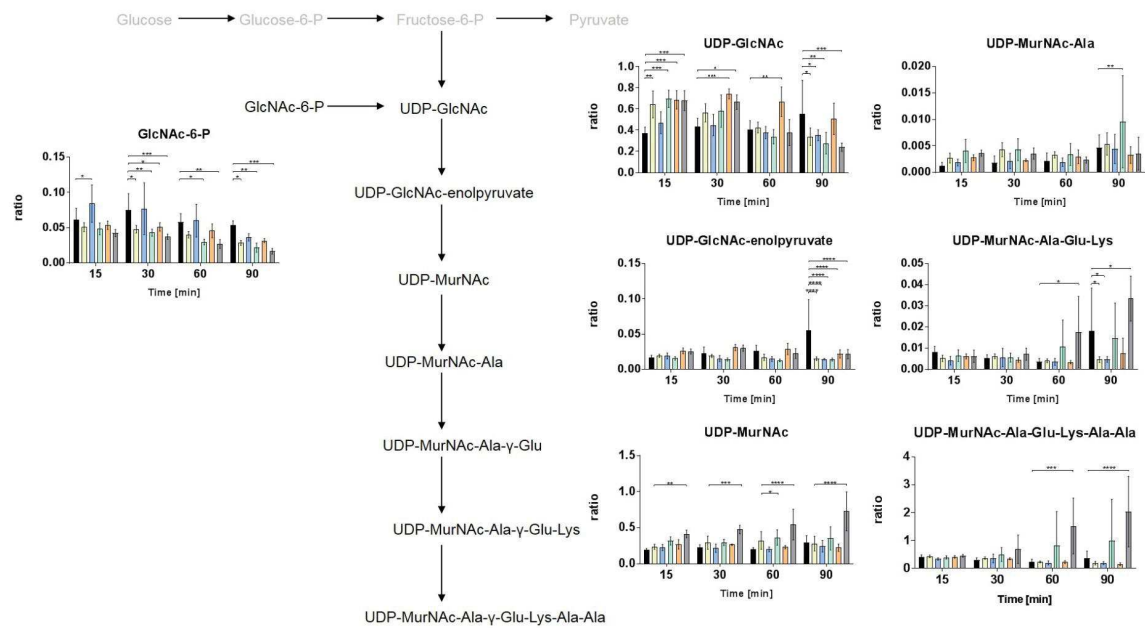 Glucose
Glucose-6-P
Fructose-6-P
Pyruvate
GlcNAc-6-P
UDP-GlcNAc
UDP-GlcNAc-enolpyruvate
UDP-MurNAc
UDP-MurNAc-Ala
UDP-MurNAc-Ala-γ-Glu
UDP-MurNAc-Ala-γ-Glu-Lys
UDP-MurNAc-Ala-γ-Glu-Lys-Ala-Ala
GlcNAc-6-P
ratio
0.15
0.10
0.05
0.00
* *** * ** * ** * *** ** *
15 30 60 90
Time [min]
UDP-GlcNAc
ratio
1.0
0.8
0.6
0.4
0.2
0.0
*** *** *** ** * *** ** *** ** * *
15 30 60 90
Time [min]
UDP-MurNAc-Ala
ratio
0.020
0.015
0.010
0.005
0.000
**
15 30 60 90
Time [min]
UDP-GlcNAc-enolpyruvate
ratio
0.15
0.10
0.05
0.00
****
****
****
****
****
15 30 60 90
Time [min]
UDP-MurNAc-Ala-Glu-Lys
ratio
0.05
0.04
0.03
0.02
0.01
0.00
* * * *
15 30 60 90
Time [min]
UDP-MurNAc
ratio
1.5
1.0
0.5
0.0
** *** **** * ****
15 30 60 90
Time [min]
UDP-MurNAc-Ala-Glu-Lys-Ala-Ala
ratio
4
3
2
1
0
*** ****
15 30 60 90
Time [min]